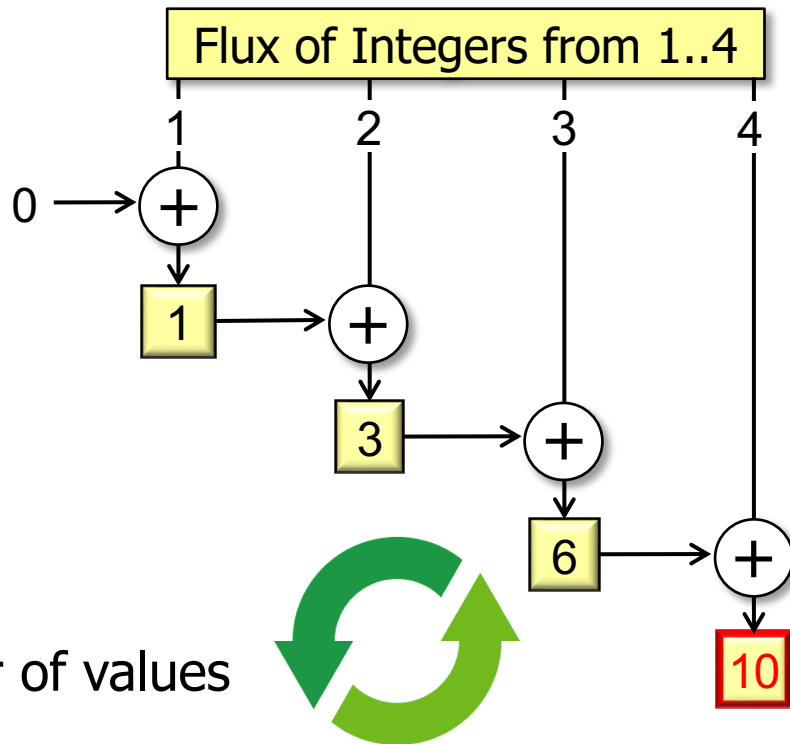 Flux of Integers from 1..4
1 2 3 4
0 +
1 +
3 +
6 +
r of values
10